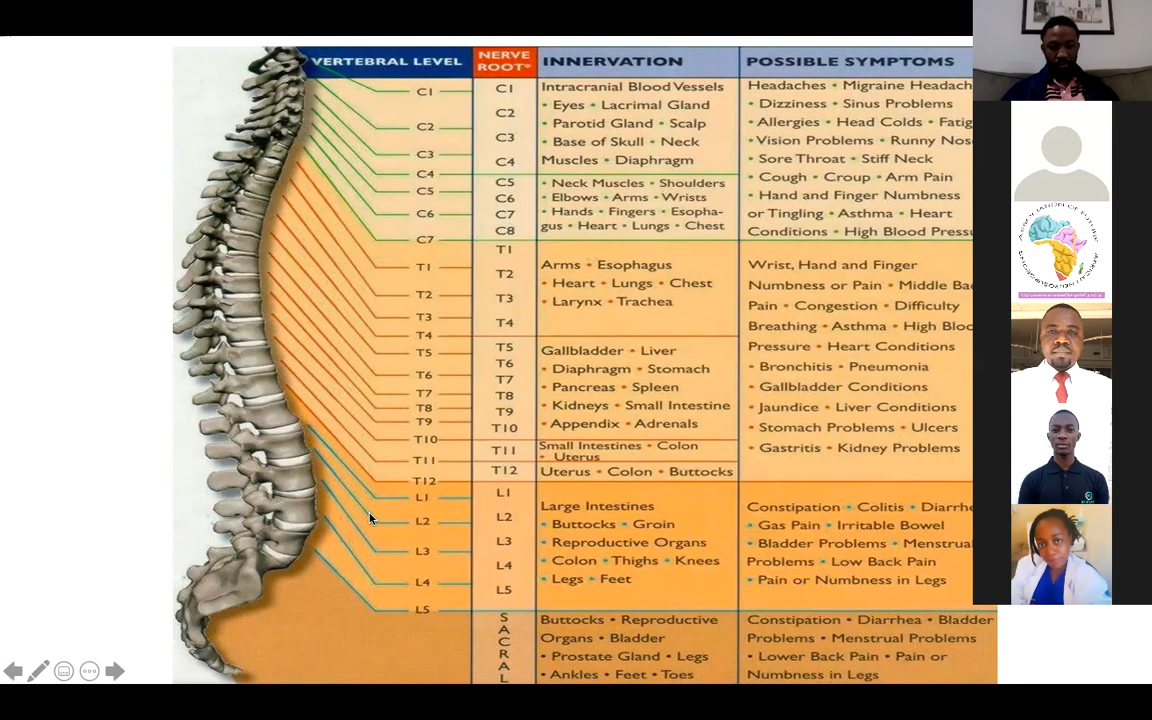 VERTEBRAL LEVEL
NERVE
ROOT*
INNERVATION
POSSIBLE SYMPTOMS
C1
C2
C3
C4
C5
C6
C7
T1
T2
T3
T4
T5
T6
T7
T8
T9
T10
T11
T12
L1
L2
L3
L4
L5
C1
C2
C3
C4
C5
C6
C7
C8
T1
T2
T3
T4
T5
T6
T7
T8
T9
T10
T11
T12
L1
L2
L3
L4
L5
SACRAL
Intracranial Blood Vessels
• Eyes • Lacrimal Gland
• Parotid Gland • Scalp
• Base of Skull • Neck
Muscles • Diaphragm
• Neck Muscles • Shoulders
• Elbows • Arms • Wrists
• Hands • Fingers • Esopha-
gus • Heart • Lungs • Chest
Arms • Esophagus
• Heart • Lungs • Chest
• Larynx • Trachea
Gallbladder • Liver
• Diaphragm • Stomach
• Pancreas • Spleen
• Kidneys • Small Intestine
• Appendix • Adrenals
Small Intestines • Colon
• Uterus
Uterus • Colon • Buttocks
Large Intestines
• Buttocks • Groin
• Reproductive Organs
• Colon • Thighs • Knees
• Legs • Feet
Buttocks • Reproductive
Organs • Bladder
• Prostate Gland • Legs
• Ankles • Feet • Toes
Headaches • Migraine Headach
• Dizziness • Sinus Problems
• Allergies • Head Colds • Fatig
• Vision Problems • Runny Nos
• Sore Throat • Stiff Neck
• Cough • Croup • Arm Pain
• Hand and Finger Numbness
or Tingling • Asthma • Heart
Conditions • High Blood Pressu
Wrist, Hand and Finger
Numbness or Pain • Middle Ba
Pain • Congestion • Difficulty
Breathing • Asthma • High Bloo
Pressure • Heart Conditions
• Bronchitis • Pneumonia
• Gallbladder Conditions
• Jaundice • Liver Conditions
• Stomach Problems • Ulcers
• Gastritis • Kidney Problems
Constipation • Colitis • Diarrhe
• Gas Pain • Irritable Bowel
• Bladder Problems • Menstrual
Problems • Low Back Pain
• Pain or Numbness in Legs
Constipation • Diarrhea • Bladder
Problems • Menstrual Problems
• Lower Back Pain • Pain or
Numbness in Legs
ASSOCIATION OF FUTURE
AFRICAN NEUROSURGEONS